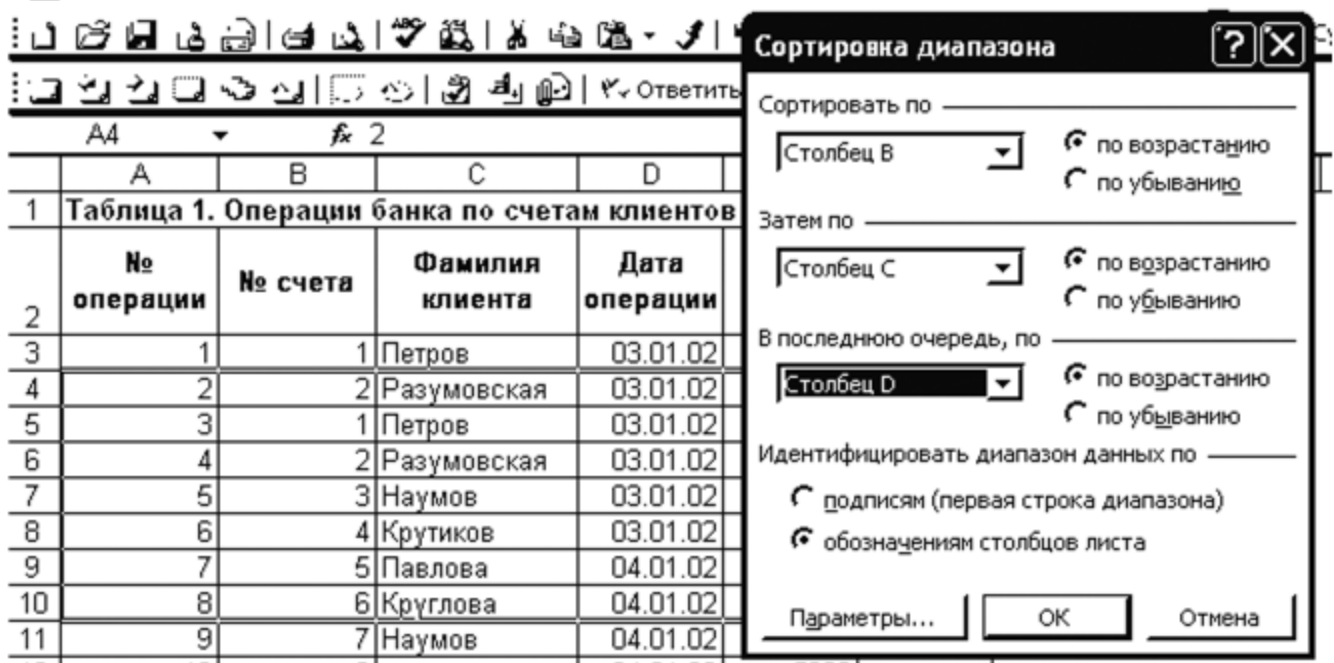 ABC
Ответить
A4 fx 2
A B C D
1 Таблица 1. Операции банка по счетам клиентов
2 № операции № счета Фамилия клиента Дата операции
3 1 1 Петров 03.01.02
4 2 2 Разумовская 03.01.02
5 3 1 Петров 03.01.02
6 4 2 Разумовская 03.01.02
7 5 3 Наумов 03.01.02
8 6 4 Крутиков 03.01.02
9 7 5 Павлова 04.01.02
10 8 6 Круглова 04.01.02
11 9 7 Наумов 04.01.02
Сортировка диапазона
Сортировать по
Столбец B
по возрастанию
по убыванию
Затем по
Столбец C
по возрастанию
по убыванию
В последнюю очередь, по
Столбец D
по возрастанию
по убыванию
Идентифицировать диапазон данных по
подписям (первая строка диапазона)
обозначениям столбцов листа
Параметры... ОК Отмена